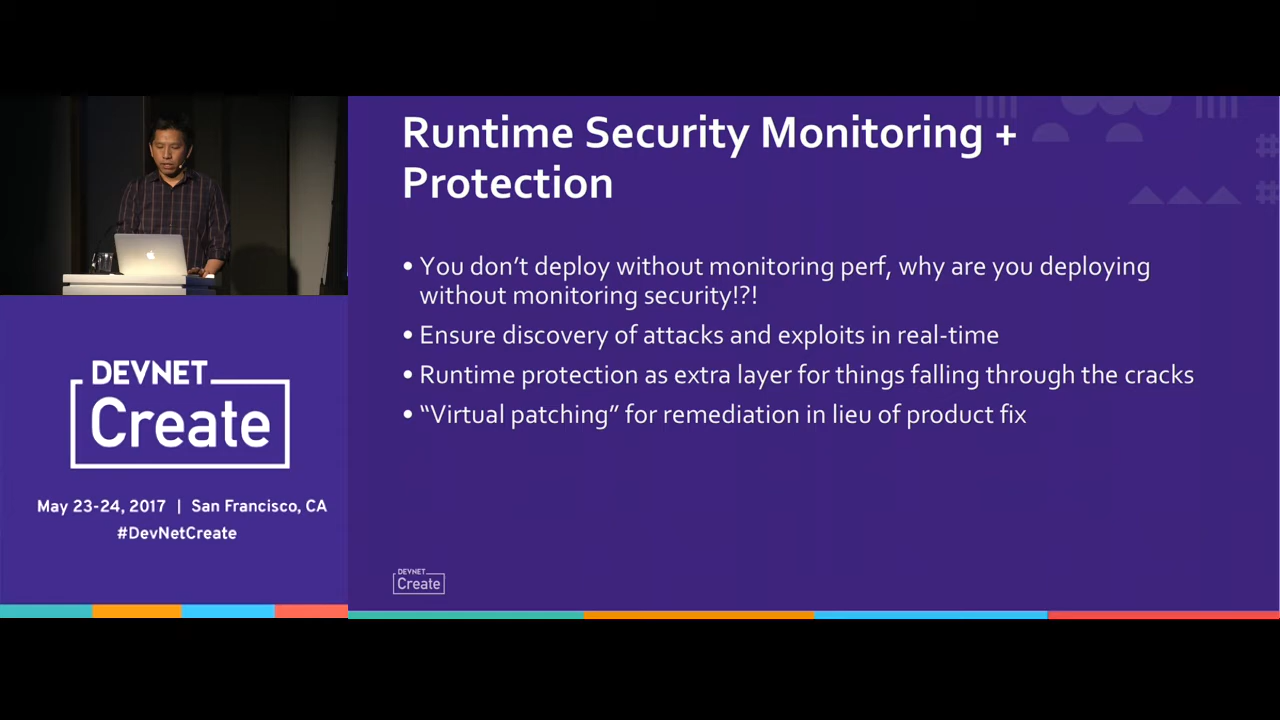 Runtime Security Monitoring +
Protection
• You don’t deploy without monitoring perf, why are you deploying
without monitoring security!?!
• Ensure discovery of attacks and exploits in real-time
• Runtime protection as extra layer for things falling through the cracks
• “Virtual patching” for remediation in lieu of product fix
DEVNET
Create
May 23-24, 2017 | San Francisco, CA
#DevNetCreate
DEVNET
Create